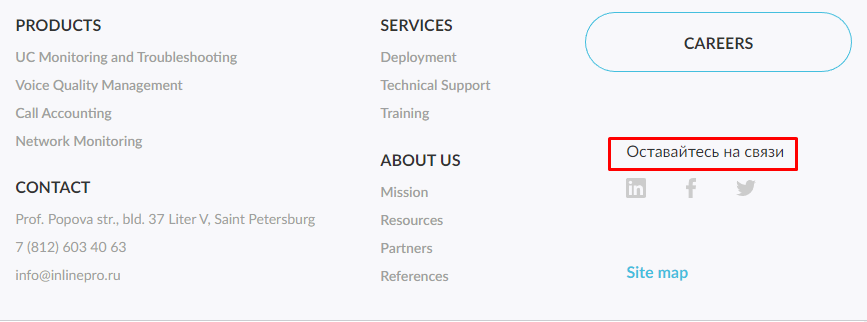 PRODUCTS
UC Monitoring and Troubleshooting
Voice Quality Management
Call Accounting
Network Monitoring
CONTACT
Prof. Popova str., bld. 37 Liter V, Saint Petersburg
7 (812) 603 40 63
info@inlinepro.ru
SERVICES
Deployment
Technical Support
Training
ABOUT US
Mission
Resources
Partners
References
CAREERS
Оставайтесь на связи
Site map